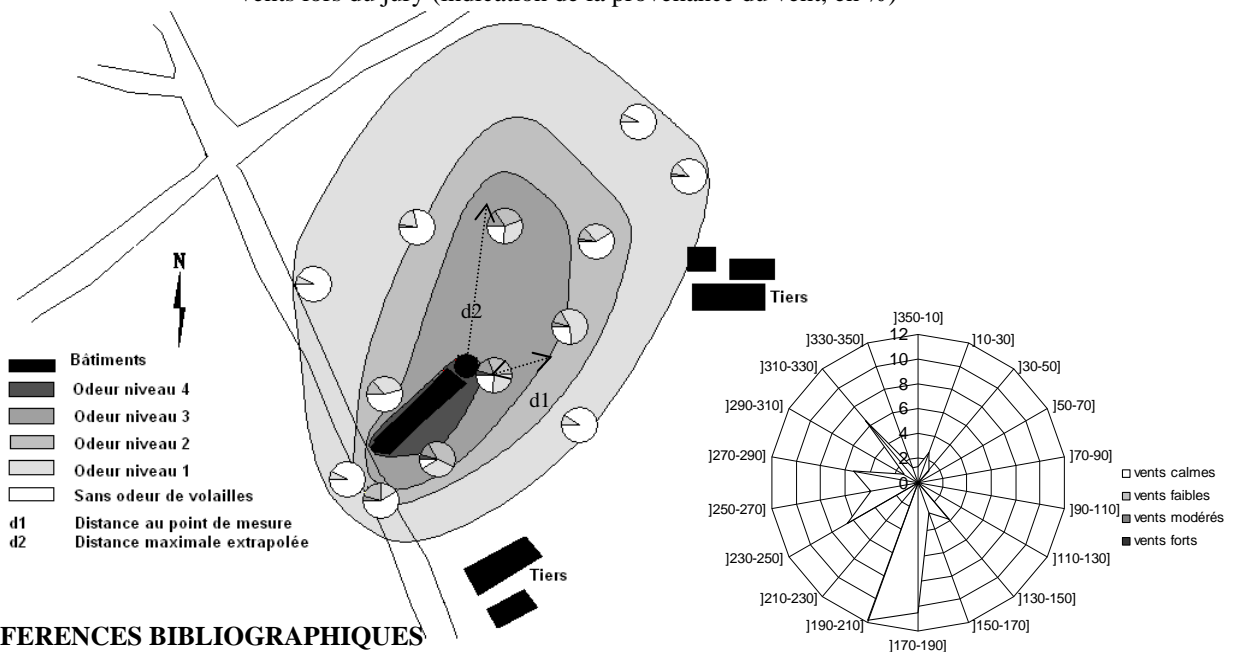 vents lors du jury (indication de la provenance du vent, en %)
N
d2
d1
Tiers
Tiers
Bâtiments
Odeur niveau 4
Odeur niveau 3
Odeur niveau 2
Odeur niveau 1
Sans odeur de volailles
d1 Distance au point de mesure
d2 Distance maximale extrapolée
]350-10]
]10-30]
]30-50]
]50-70]
]70-90]
]90-110]
]110-130]
]130-150]
]150-170]
]170-190]
]190-210]
]210-230]
]230-250]
]250-270]
]270-290]
]290-310]
]310-330]
]330-350]
12
10
8
6
4
2
0
vents calmes
vents faibles
vents modérés
vents forts
FERENCES BIBLIOGRAPHIQUES